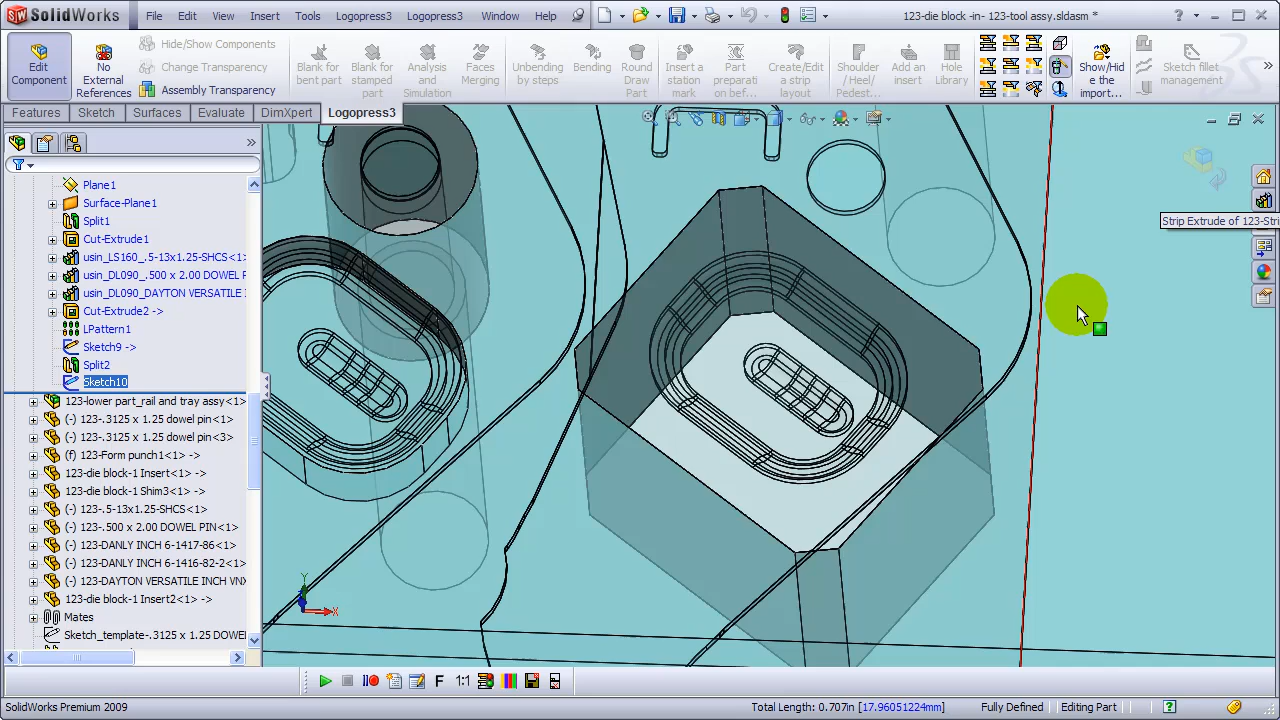 SolidWorks File Edit View Insert Tools Logopress3 Logopress3 Window Help 123-die block -in- 123-tool assy.sldasm *
Edit Component
No External References
Hide/Show Components
Change Transparency
Assembly Transparency
Blank for bent part
Blank for stamped part
Analysis and Simulation
Faces Merging
Unbending by steps
Bending
Round Draw Part
Insert a station mark
Part preparati on bef...
Create/Edit a strip layout
Shoulder /Heel/ Pedest...
Add an insert
Hole Library
Show/Hid e the import...
Sketch fillet management
Features Sketch Surfaces Evaluate DimXpert Logopress3
Plane1
Surface-Plane1
Split1
Cut-Extrude1
usin_LS160_.5-13x1.25-SHCS<1>
usin_DL090_.500 x 2.00 DOWEL P
usin_DL090_DAYTON VERSATILE I
Cut-Extrude2 ->
LPattern1
Sketch9 ->
Split2
Sketch10
123-lower part_rail and tray assy<1>
(-) 123-.3125 x 1.25 dowel pin<1>
(-) 123-.3125 x 1.25 dowel pin<3>
(f) 123-Form punch1<1> ->
123-die block-1 Insert<1> ->
123-die block-1 Shim3<1> ->
(-) 123-.5-13x1.25-SHCS<1>
(-) 123-.500 x 2.00 DOWEL PIN<1>
(-) 123-DANLY INCH 6-1417-86<1>
(-) 123-DANLY INCH 6-1416-82-2<1>
(-) 123-DAYTON VERSATILE INCH VNX
123-die block-1 Insert2<1> ->
Mates
Sketch_template-.3125 x 1.25 DOWE
Strip Extrude of 123-Stri
Y
X
F 1:1
SolidWorks Premium 2009 Total Length: 0.707in [17.96051224mm] Fully Defined Editing Part